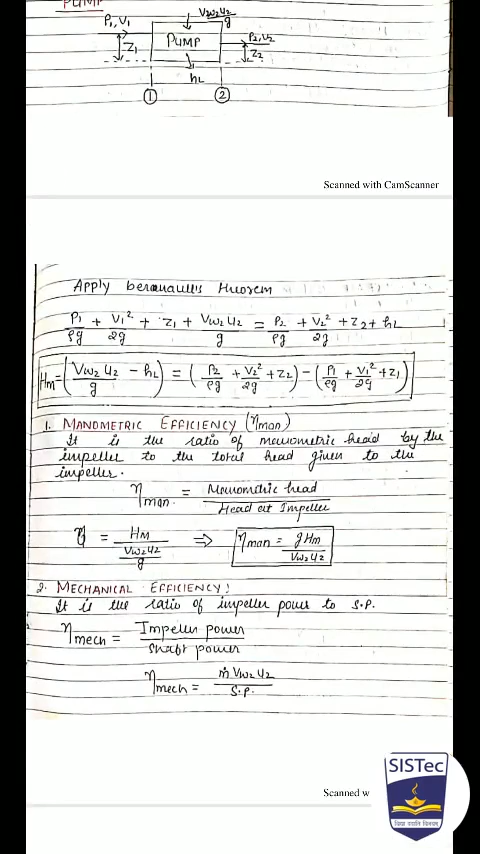 PUMP
Vw₂u₂
g
P₁, V₁
Z₁
PUMP
P₂, V₂
Z₂
hL
① ②
Scanned with CamScanner
Apply bernaulli's theorem
P₁/ρg + V₁²/2g + Z₁ + Vw₂u₂/g = P₂/ρg + V₂²/2g + Z₂ + hL
Hm = (Vw₂u₂/g - hL) = (P₂/ρg + V₂²/2g + Z₂) - (P₁/ρg + V₁²/2g + Z₁)
1. MANOMETRIC EFFICIENCY (ηman)
It is the ratio of manometric head by the
impeller to the total head given to the
impeller.
ηman. = Manometric head / Head at Impeller
η = Hm / (Vw₂u₂/g) ⇒ ηman = gHm / Vw₂u₂
2. MECHANICAL EFFICIENCY:
It is the ratio of impeller power to S.P.
ηmech = Impeller power / Shaft power
ηmech = ṁ Vw₂u₂ / S.P.
Scanned w
SISTec